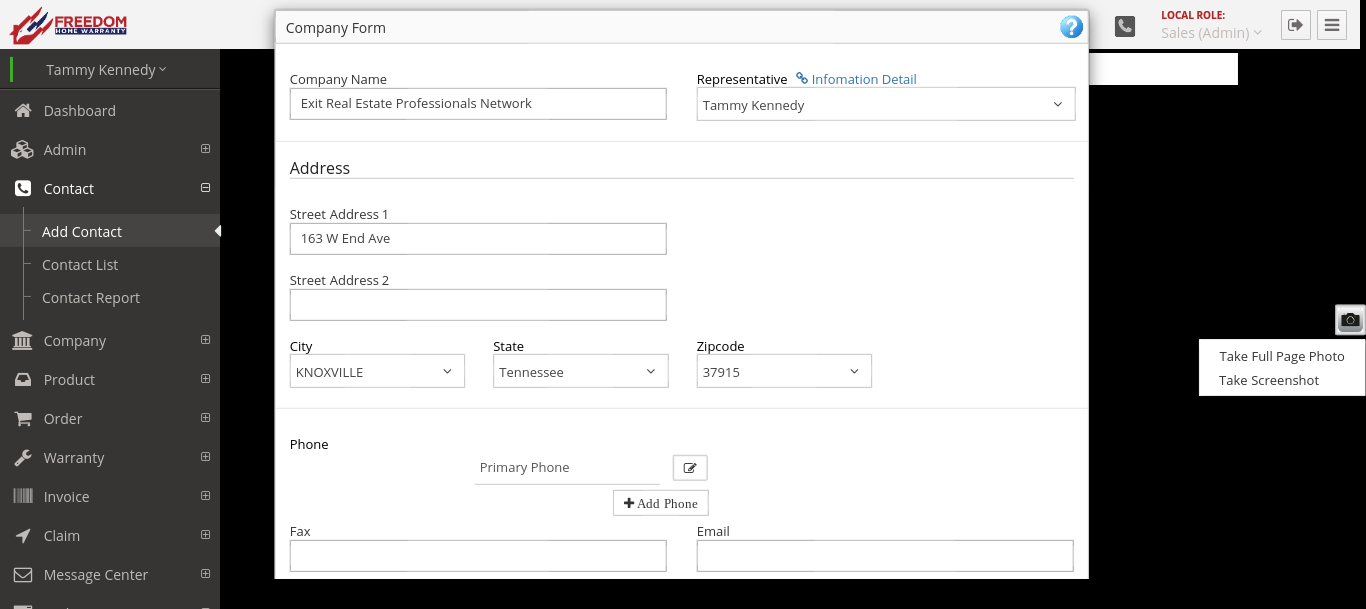 FREEDOM
HOME WARRANTY
Company Form
LOCAL ROLE:
Sales (Admin)
Tammy Kennedy
Dashboard
Admin
Contact
Add Contact
Contact List
Contact Report
Company
Product
Order
Warranty
Invoice
Claim
Message Center
Company Name
Exit Real Estate Professionals Network
Representative Infomation Detail
Tammy Kennedy
Address
Street Address 1
163 W End Ave
Street Address 2
City State Zipcode
KNOXVILLE Tennessee 37915
Phone
Primary Phone
Add Phone
Fax Email
Take Full Page Photo
Take Screenshot